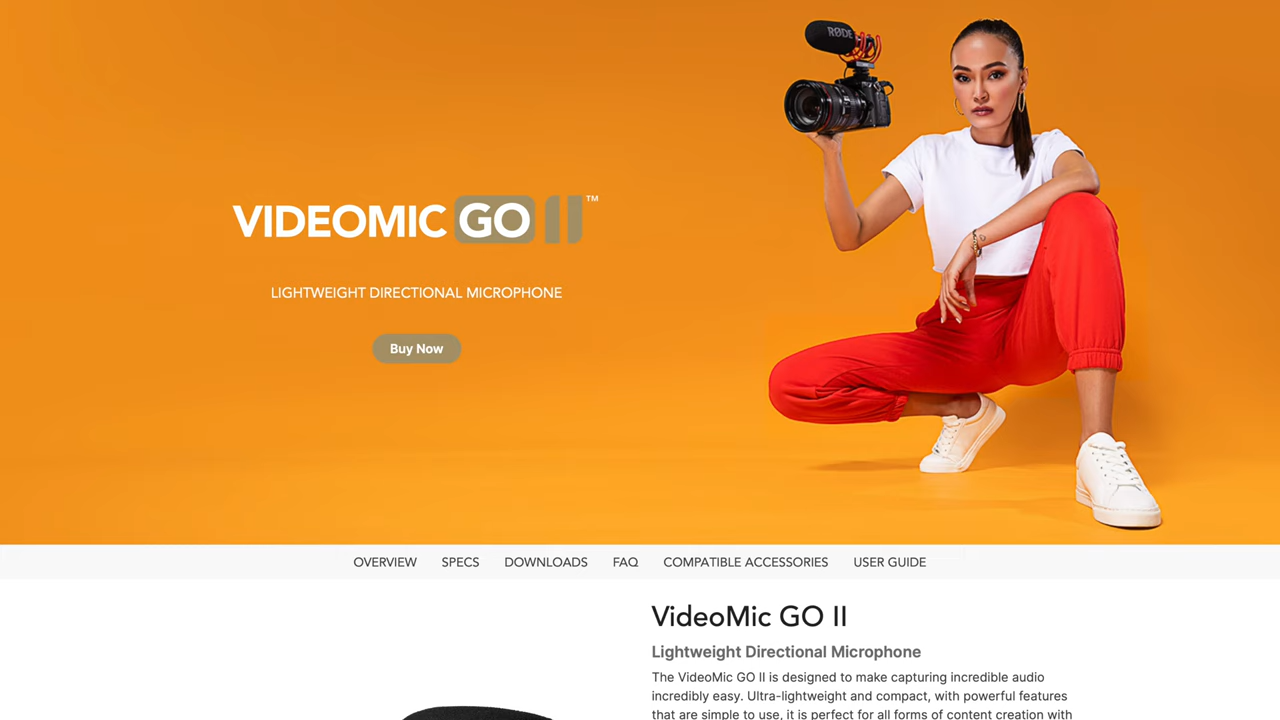 RØDE
VIDEOMIC GO II™
LIGHTWEIGHT DIRECTIONAL MICROPHONE
Buy Now
OVERVIEW SPECS DOWNLOADS FAQ COMPATIBLE ACCESSORIES USER GUIDE
VideoMic GO II
Lightweight Directional Microphone
The VideoMic GO II is designed to make capturing incredible audio
incredibly easy. Ultra-lightweight and compact, with powerful features
that are simple to use, it is perfect for all forms of content creation with